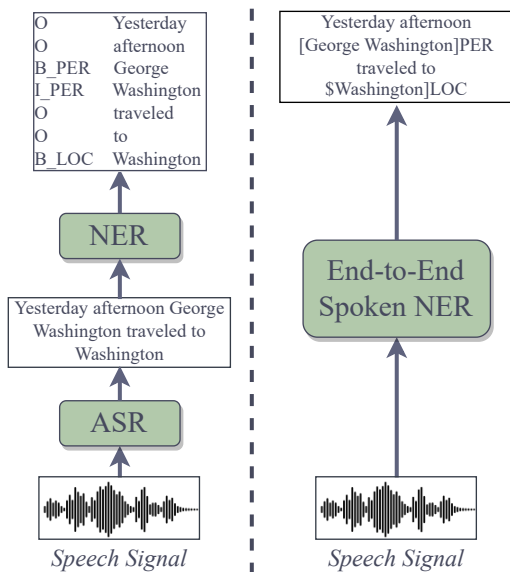 O Yesterday
O afternoon
B_PER George
I_PER Washington
O traveled
O to
B_LOC Washington
NER
Yesterday afternoon George
Washington traveled to
Washington
ASR
Speech Signal
Yesterday afternoon
[George Washington]PER
traveled to
$Washington]LOC
End-to-End
Spoken NER
Speech Signal